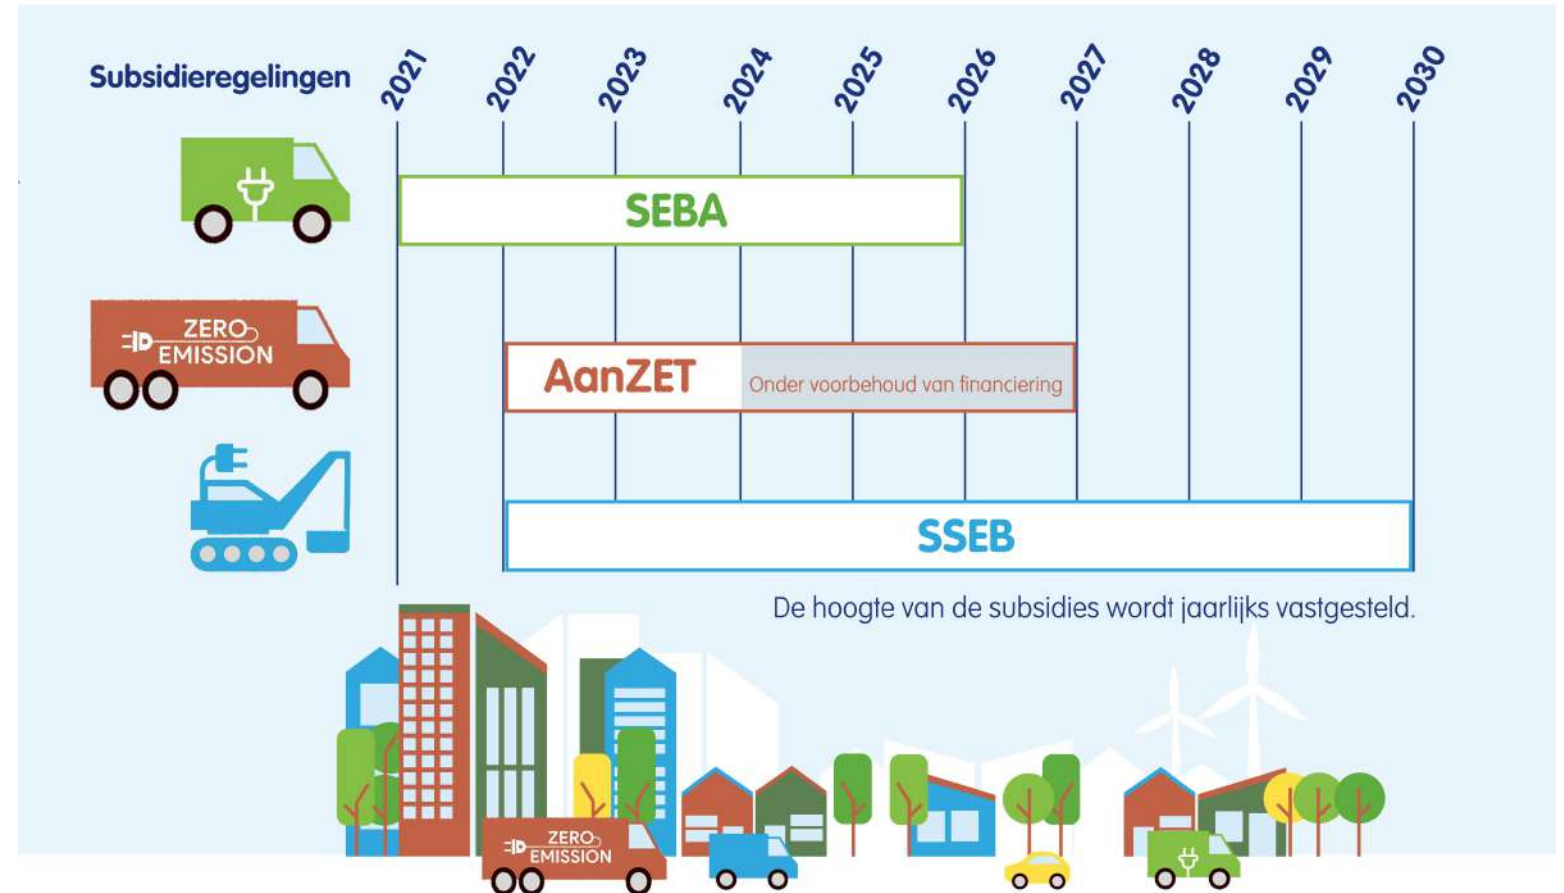 Subsidieregelingen
2021
2022
2023
2024
2025
2026
2027
2028
2029
2030
SEBA
ZERO
EMISSION
AanZET
Onder voorbehoud van financiering
SSEB
De hoogte van de subsidies wordt jaarlijks vastgesteld.
ZERO
EMISSION